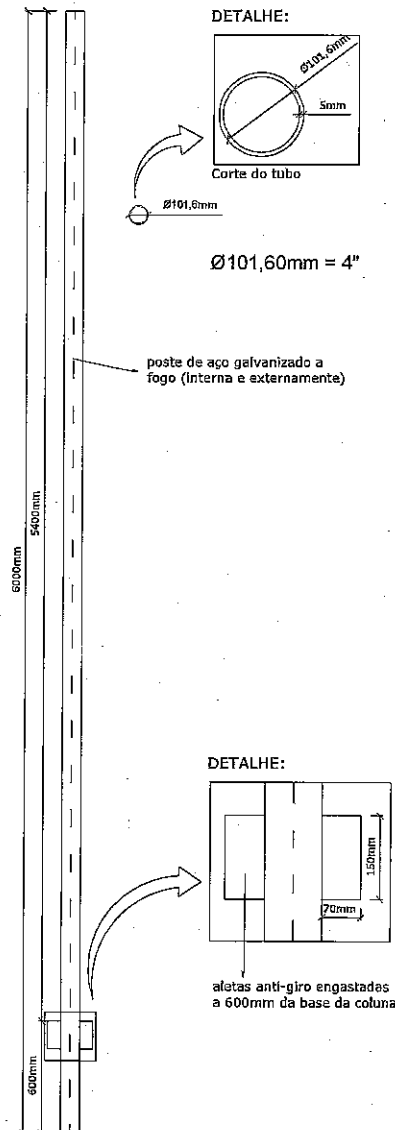 DETALHE:
Ø101,6mm
5mm
Corte do tubo
Ø101,6mm
Ø101,60mm = 4"
poste de aço galvanizado a
fogo (interna e externamente)
6000mm
5400mm
DETALHE:
150mm
70mm
aletas anti-giro engastadas
a 600mm da base da coluna
600mm